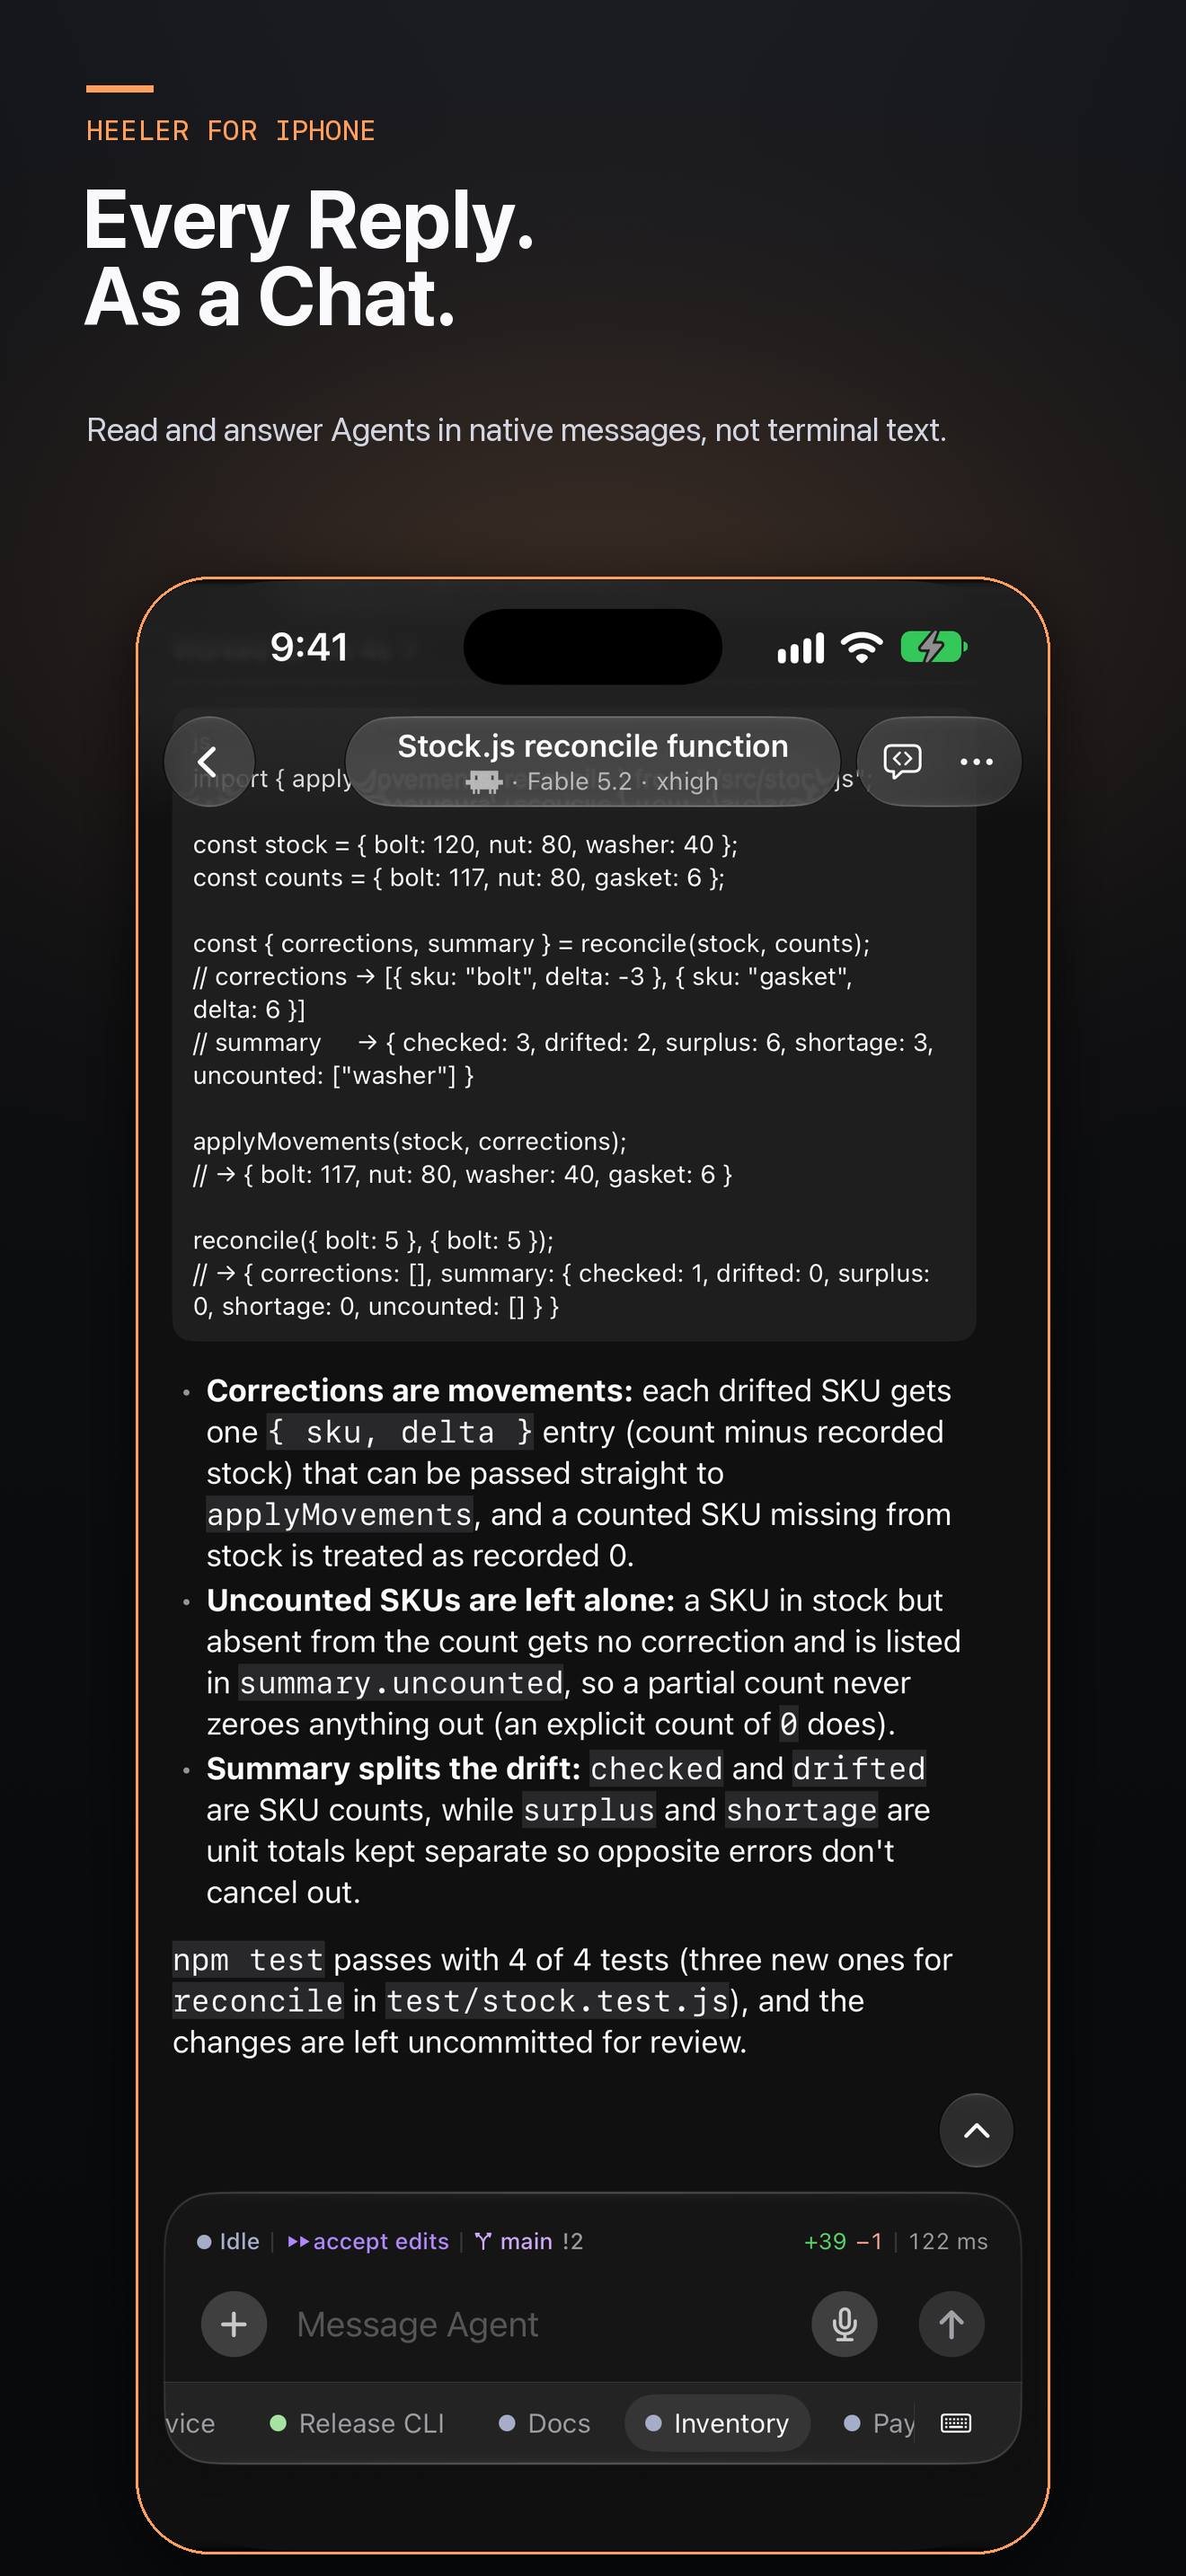 HEELER FOR IPHONE
Every Reply.
As a Chat.
Read and answer Agents in native messages, not terminal text.
9:41
Stock.js reconcile function
· Fable 5.2 · xhigh
js
import { apply js";
const stock = { bolt: 120, nut: 80, washer: 40 };
const counts = { bolt: 117, nut: 80, gasket: 6 };
const { corrections, summary } = reconcile(stock, counts);
// corrections → [{ sku: "bolt", delta: -3 }, { sku: "gasket",
delta: 6 }]
// summary → { checked: 3, drifted: 2, surplus: 6, shortage: 3,
uncounted: ["washer"] }
applyMovements(stock, corrections);
// → { bolt: 117, nut: 80, washer: 40, gasket: 6 }
reconcile({ bolt: 5 }, { bolt: 5 });
// → { corrections: [], summary: { checked: 1, drifted: 0, surplus:
0, shortage: 0, uncounted: [] } }
• Corrections are movements: each drifted SKU gets
one { sku, delta } entry (count minus recorded
stock) that can be passed straight to
applyMovements, and a counted SKU missing from
stock is treated as recorded 0.
• Uncounted SKUs are left alone: a SKU in stock but
absent from the count gets no correction and is listed
in summary.uncounted, so a partial count never
zeroes anything out (an explicit count of 0 does).
• Summary splits the drift: checked and drifted
are SKU counts, while surplus and shortage are
unit totals kept separate so opposite errors don't
cancel out.
npm test passes with 4 of 4 tests (three new ones for
reconcile in test/stock.test.js), and the
changes are left uncommitted for review.
Idle | accept edits | main !2 +39 −1 | 122 ms
Message Agent
vice Release CLI Docs Inventory Pay